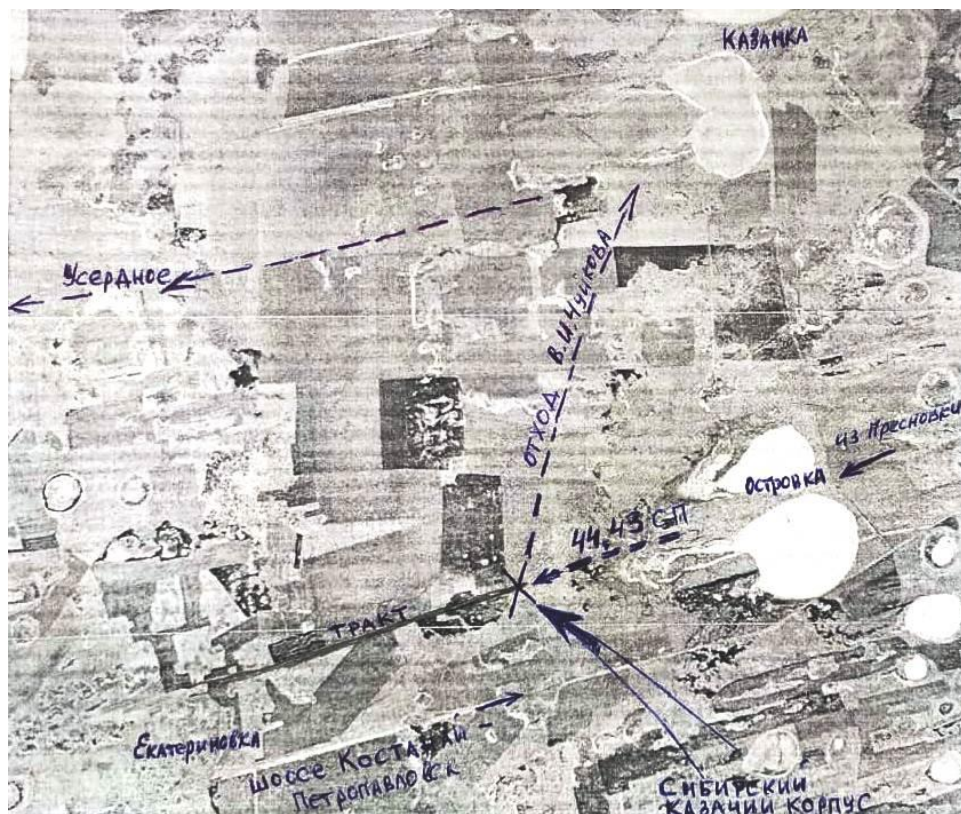 КАЗАНКА
УСЕРДНОЕ
ОТХОД В.И.ЧУЙКОВА
ИЗ ПРЕСНОВКИ
ОСТРОВКА
44,43 СП
ТРАКТ
ЕКАТЕРИНОВКА
ШОССЕ КОСТАНАЙ
ПЕТРОПАВЛОВСК
СИБИРСКИЙ
КАЗАЧИЙ КОРПУС